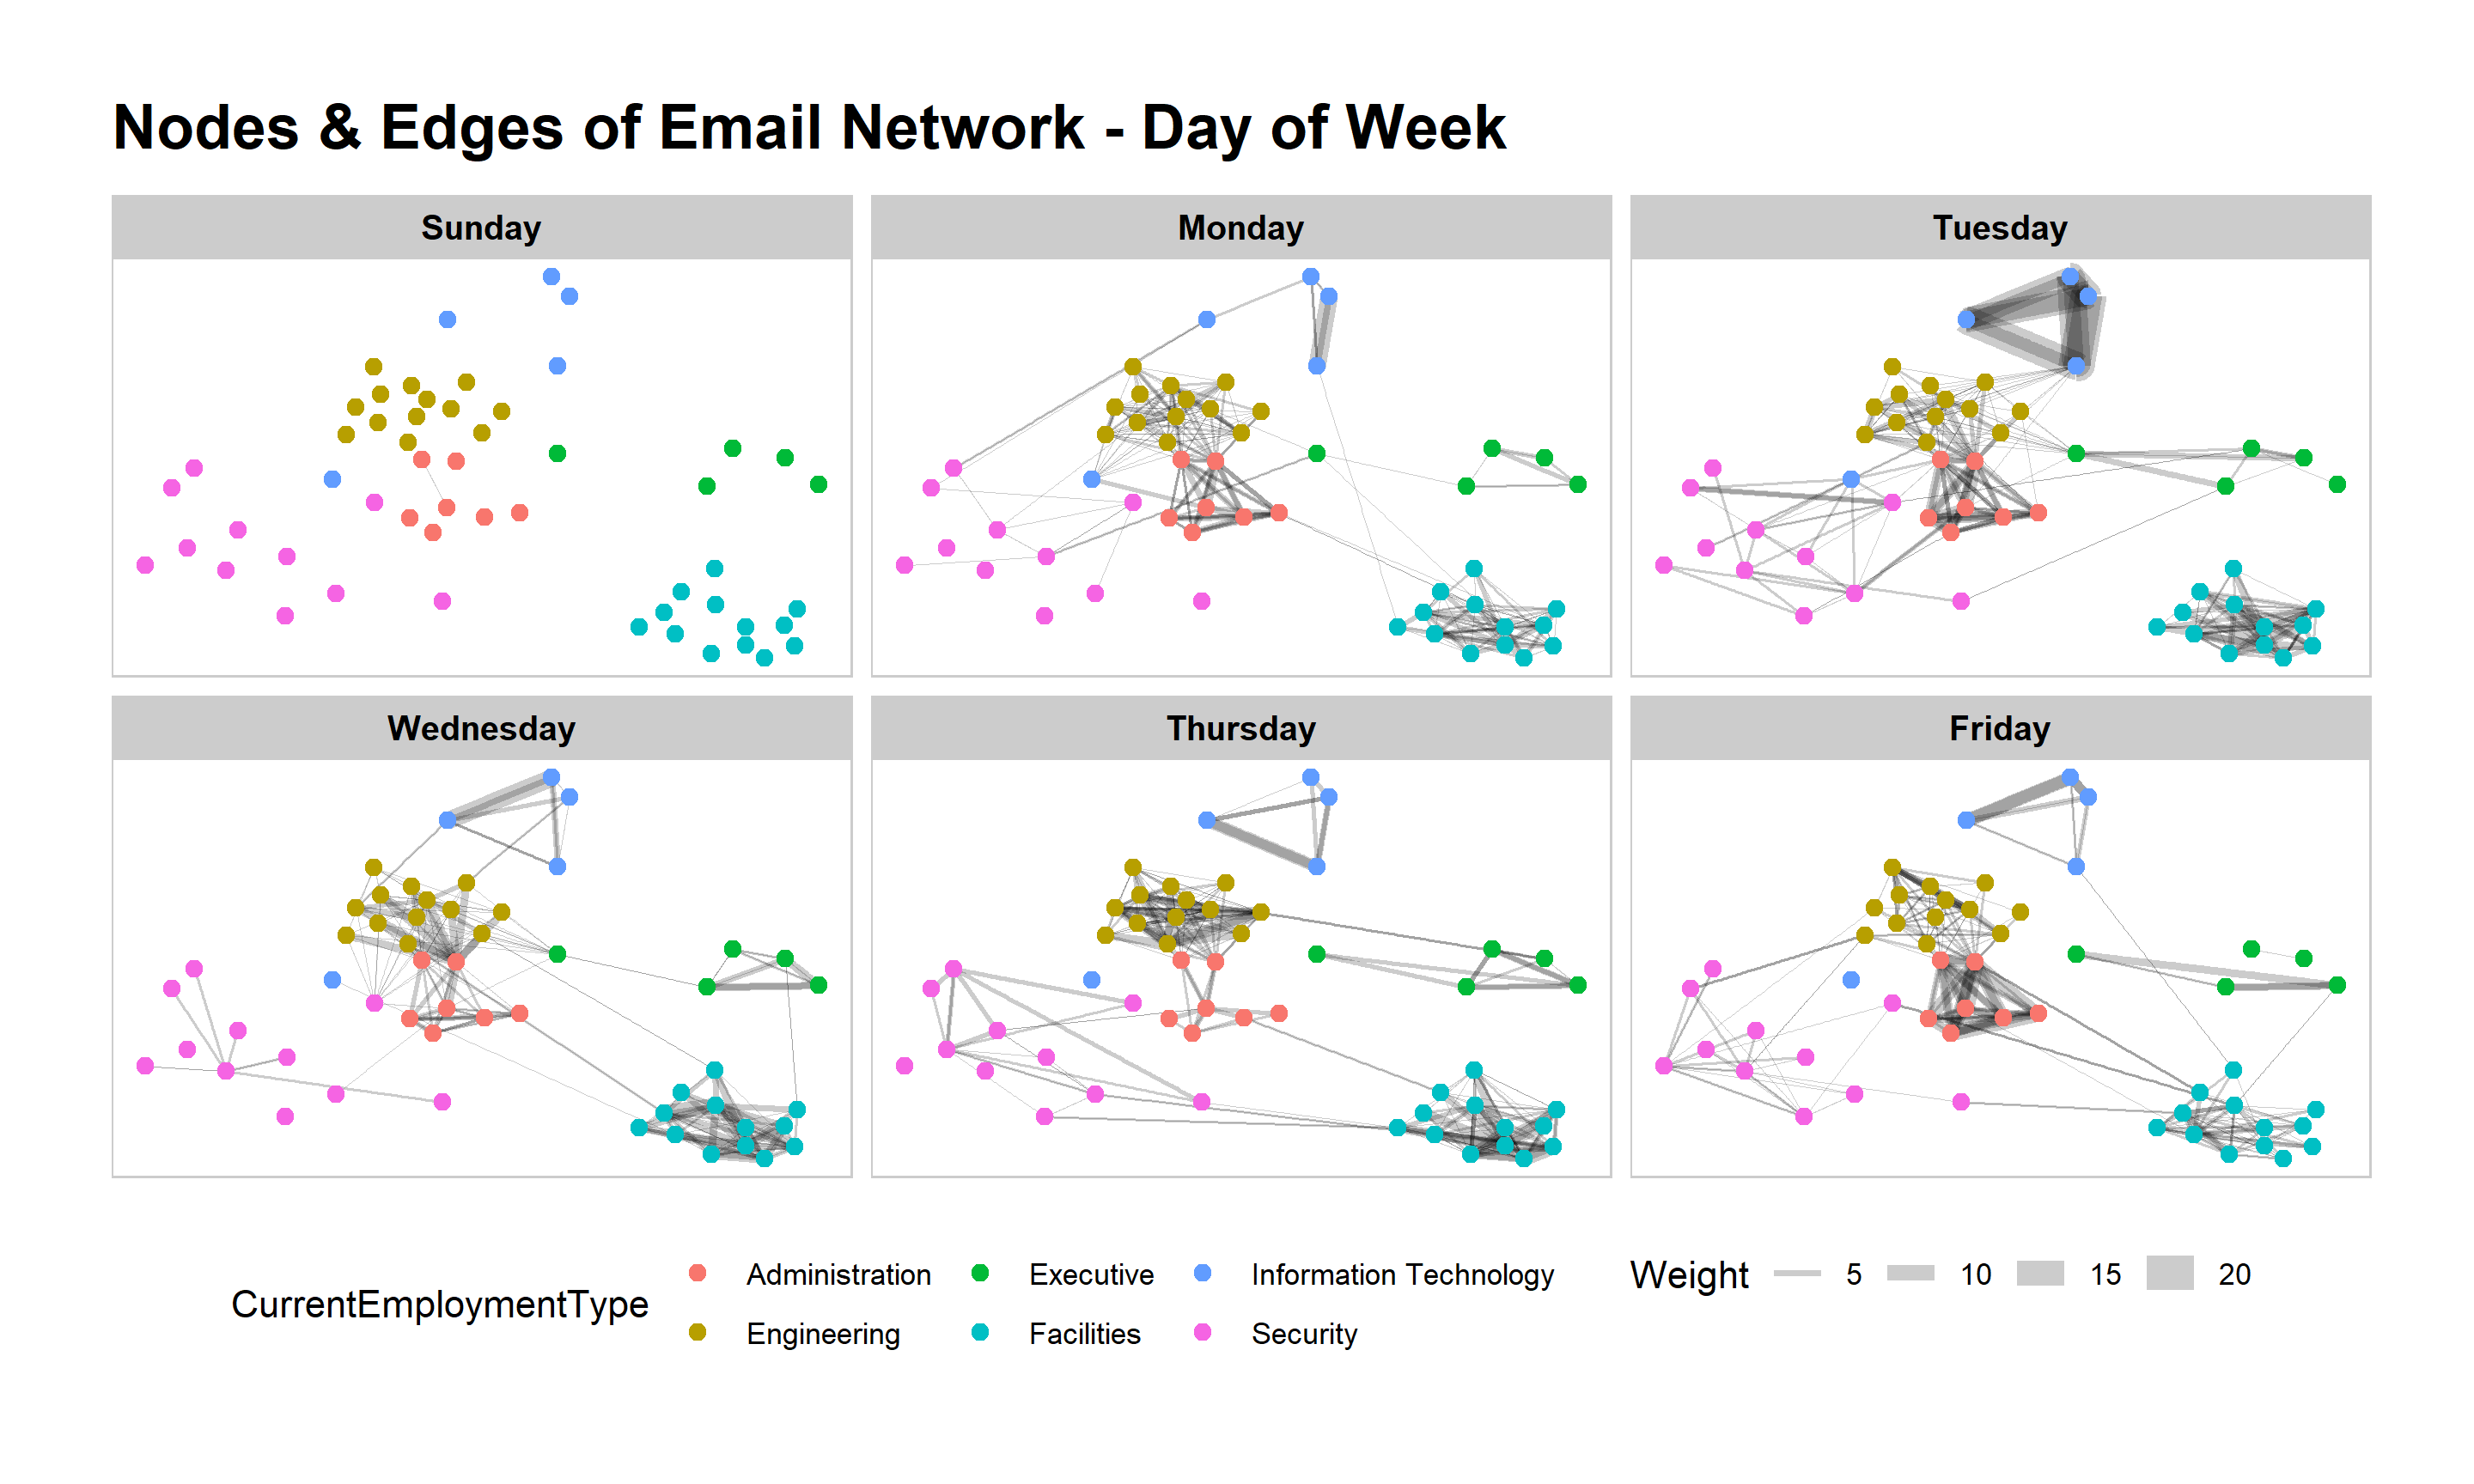 Nodes & Edges of Email Network - Day of Week
Sunday
Monday
Tuesday
Wednesday
Thursday
Friday
CurrentEmploymentType
Administration
Executive
Information Technology
Engineering
Facilities
Security
Weight
5
10
15
20